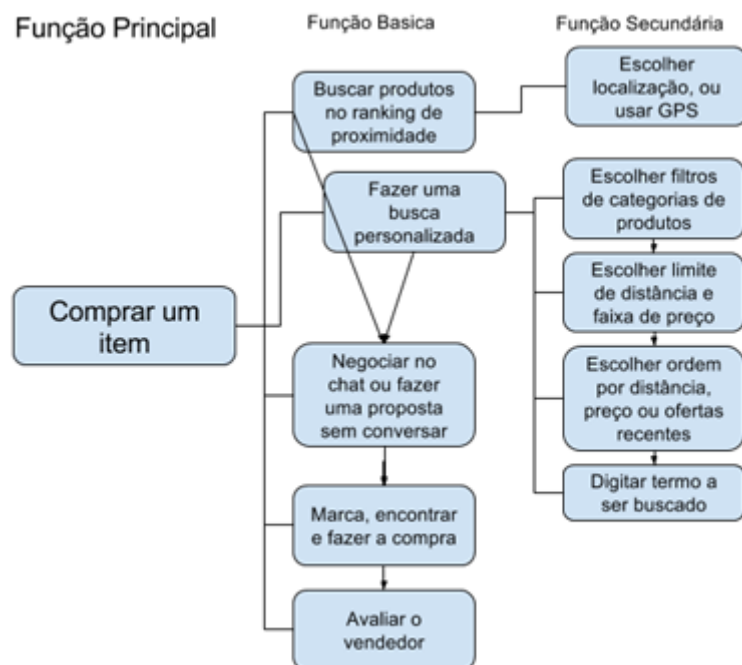 Função Principal
Função Basica
Função Secundária
Buscar produtos
no ranking de
proximidade
Escolher
localização, ou
usar GPS
Fazer uma
busca
personalizada
Escolher filtros
de categorias de
produtos
Comprar um
item
Escolher limite
de distância e
faixa de preço
Negociar no
chat ou fazer
uma proposta
sem conversar
Escolher ordem
por distância,
preço ou ofertas
recentes
Marca, encontrar
e fazer a compra
Digitar termo a
ser buscado
Avaliar o
vendedor